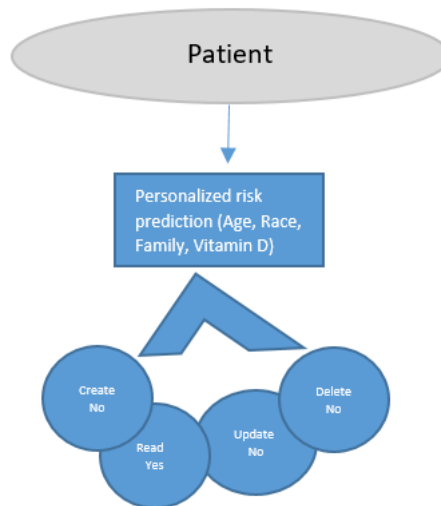 Patient
Personalized risk
prediction (Age, Race,
Family, Vitamin D)
Create
No
Read
Yes
Update
No
Delete
No